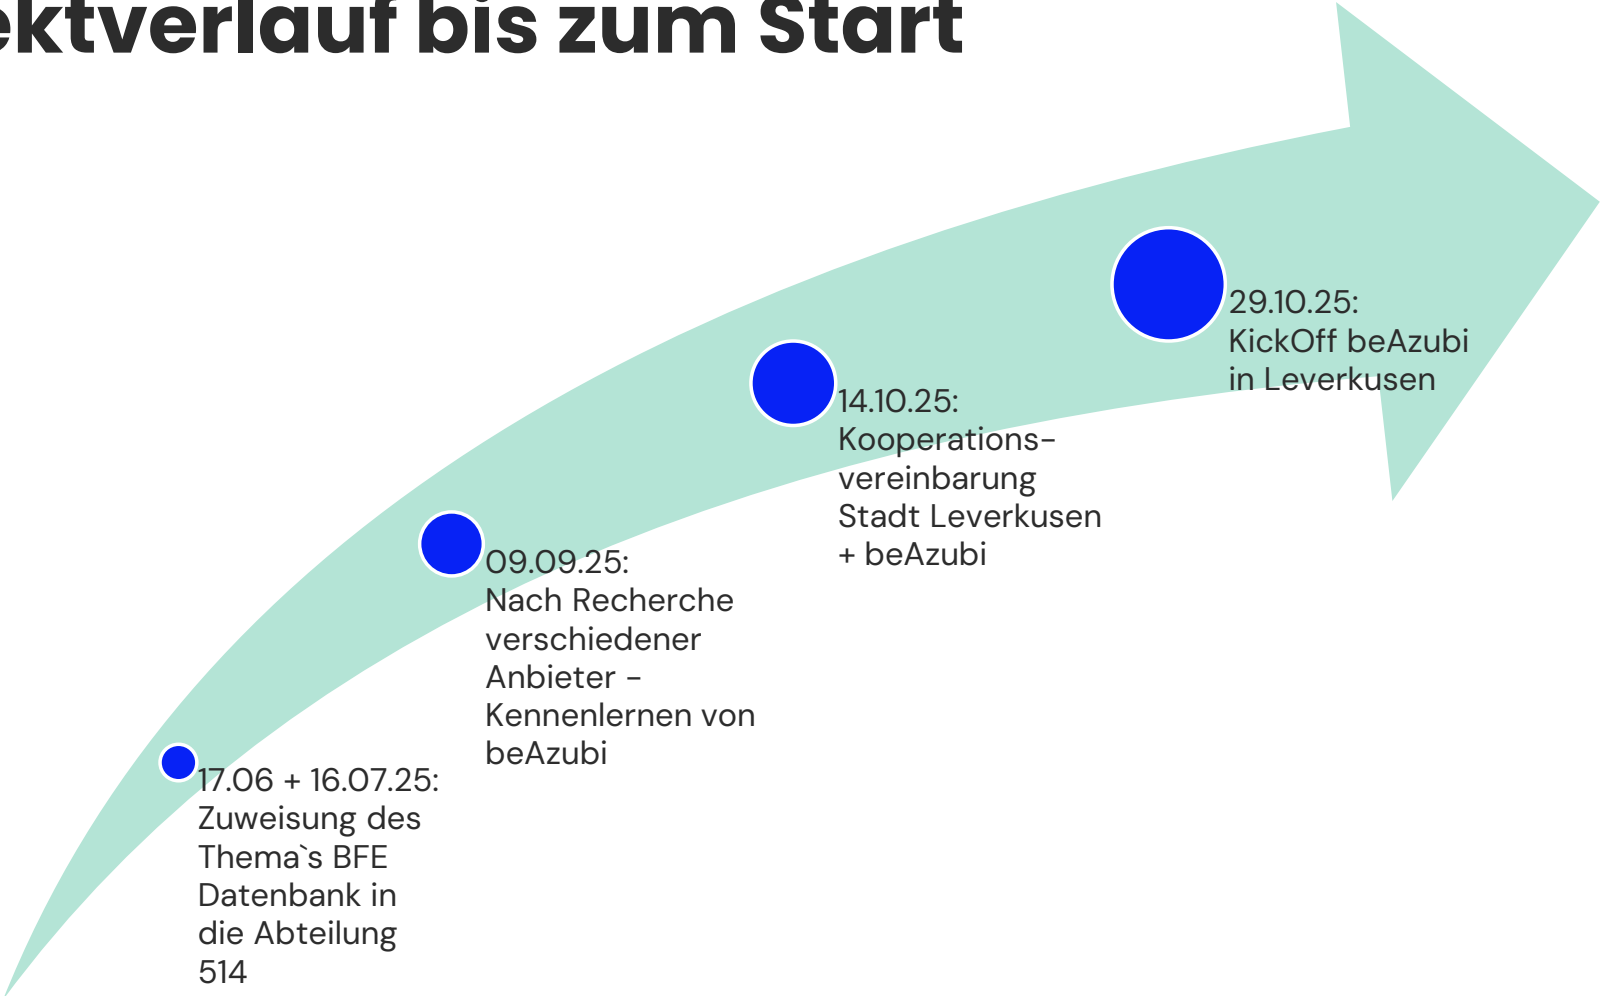 ektverlauf bis zum Start
29.10.25:
KickOff beAzubi
in Leverkusen
14.10.25:
Kooperations-
vereinbarung
Stadt Leverkusen
+ beAzubi
09.09.25:
Nach Recherche
verschiedener
Anbieter -
Kennenlernen von
beAzubi
17.06 + 16.07.25:
Zuweisung des
Thema`s BFE
Datenbank in
die Abteilung
514